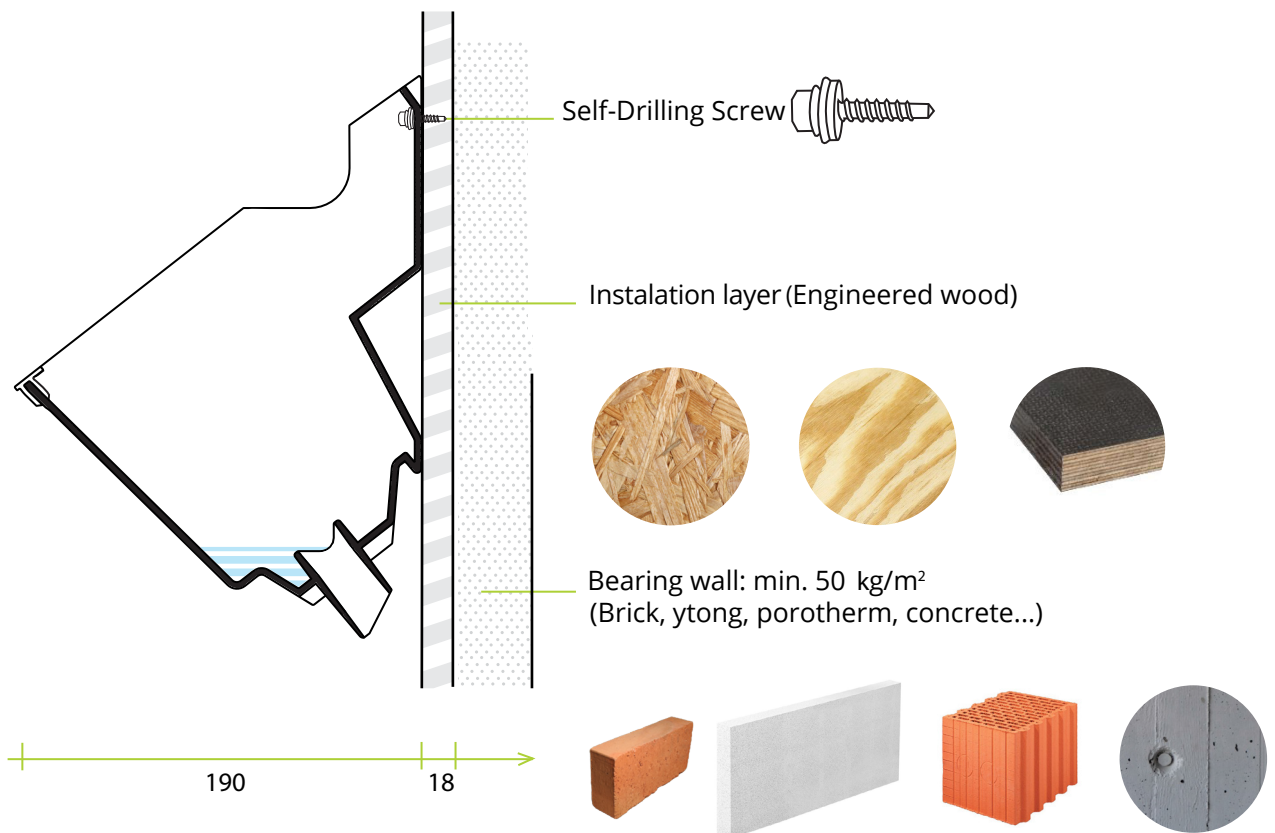 Self-Drilling Screw
Instalation layer (Engineered wood)
Bearing wall: min. 50 kg/m²
(Brick, ytong, porotherm, concrete...)
190
18